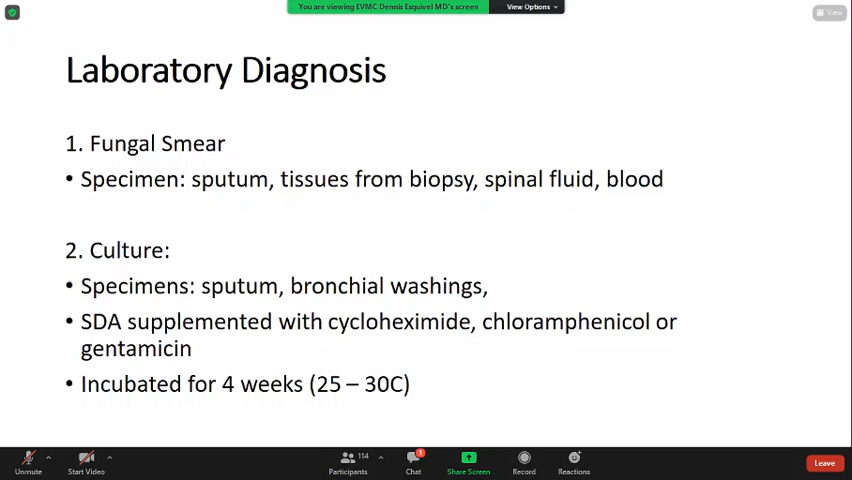 You are viewing EVMC Dennis Esquivel MD's screen
View Options
View
Laboratory Diagnosis
1. Fungal Smear
• Specimen: sputum, tissues from biopsy, spinal fluid, blood
2. Culture:
• Specimens: sputum, bronchial washings,
• SDA supplemented with cycloheximide, chloramphenicol or
gentamicin
• Incubated for 4 weeks (25 – 30C)
114
1
Unmute
Start Video
Participants
Chat
Share Screen
Record
Reactions
Leave